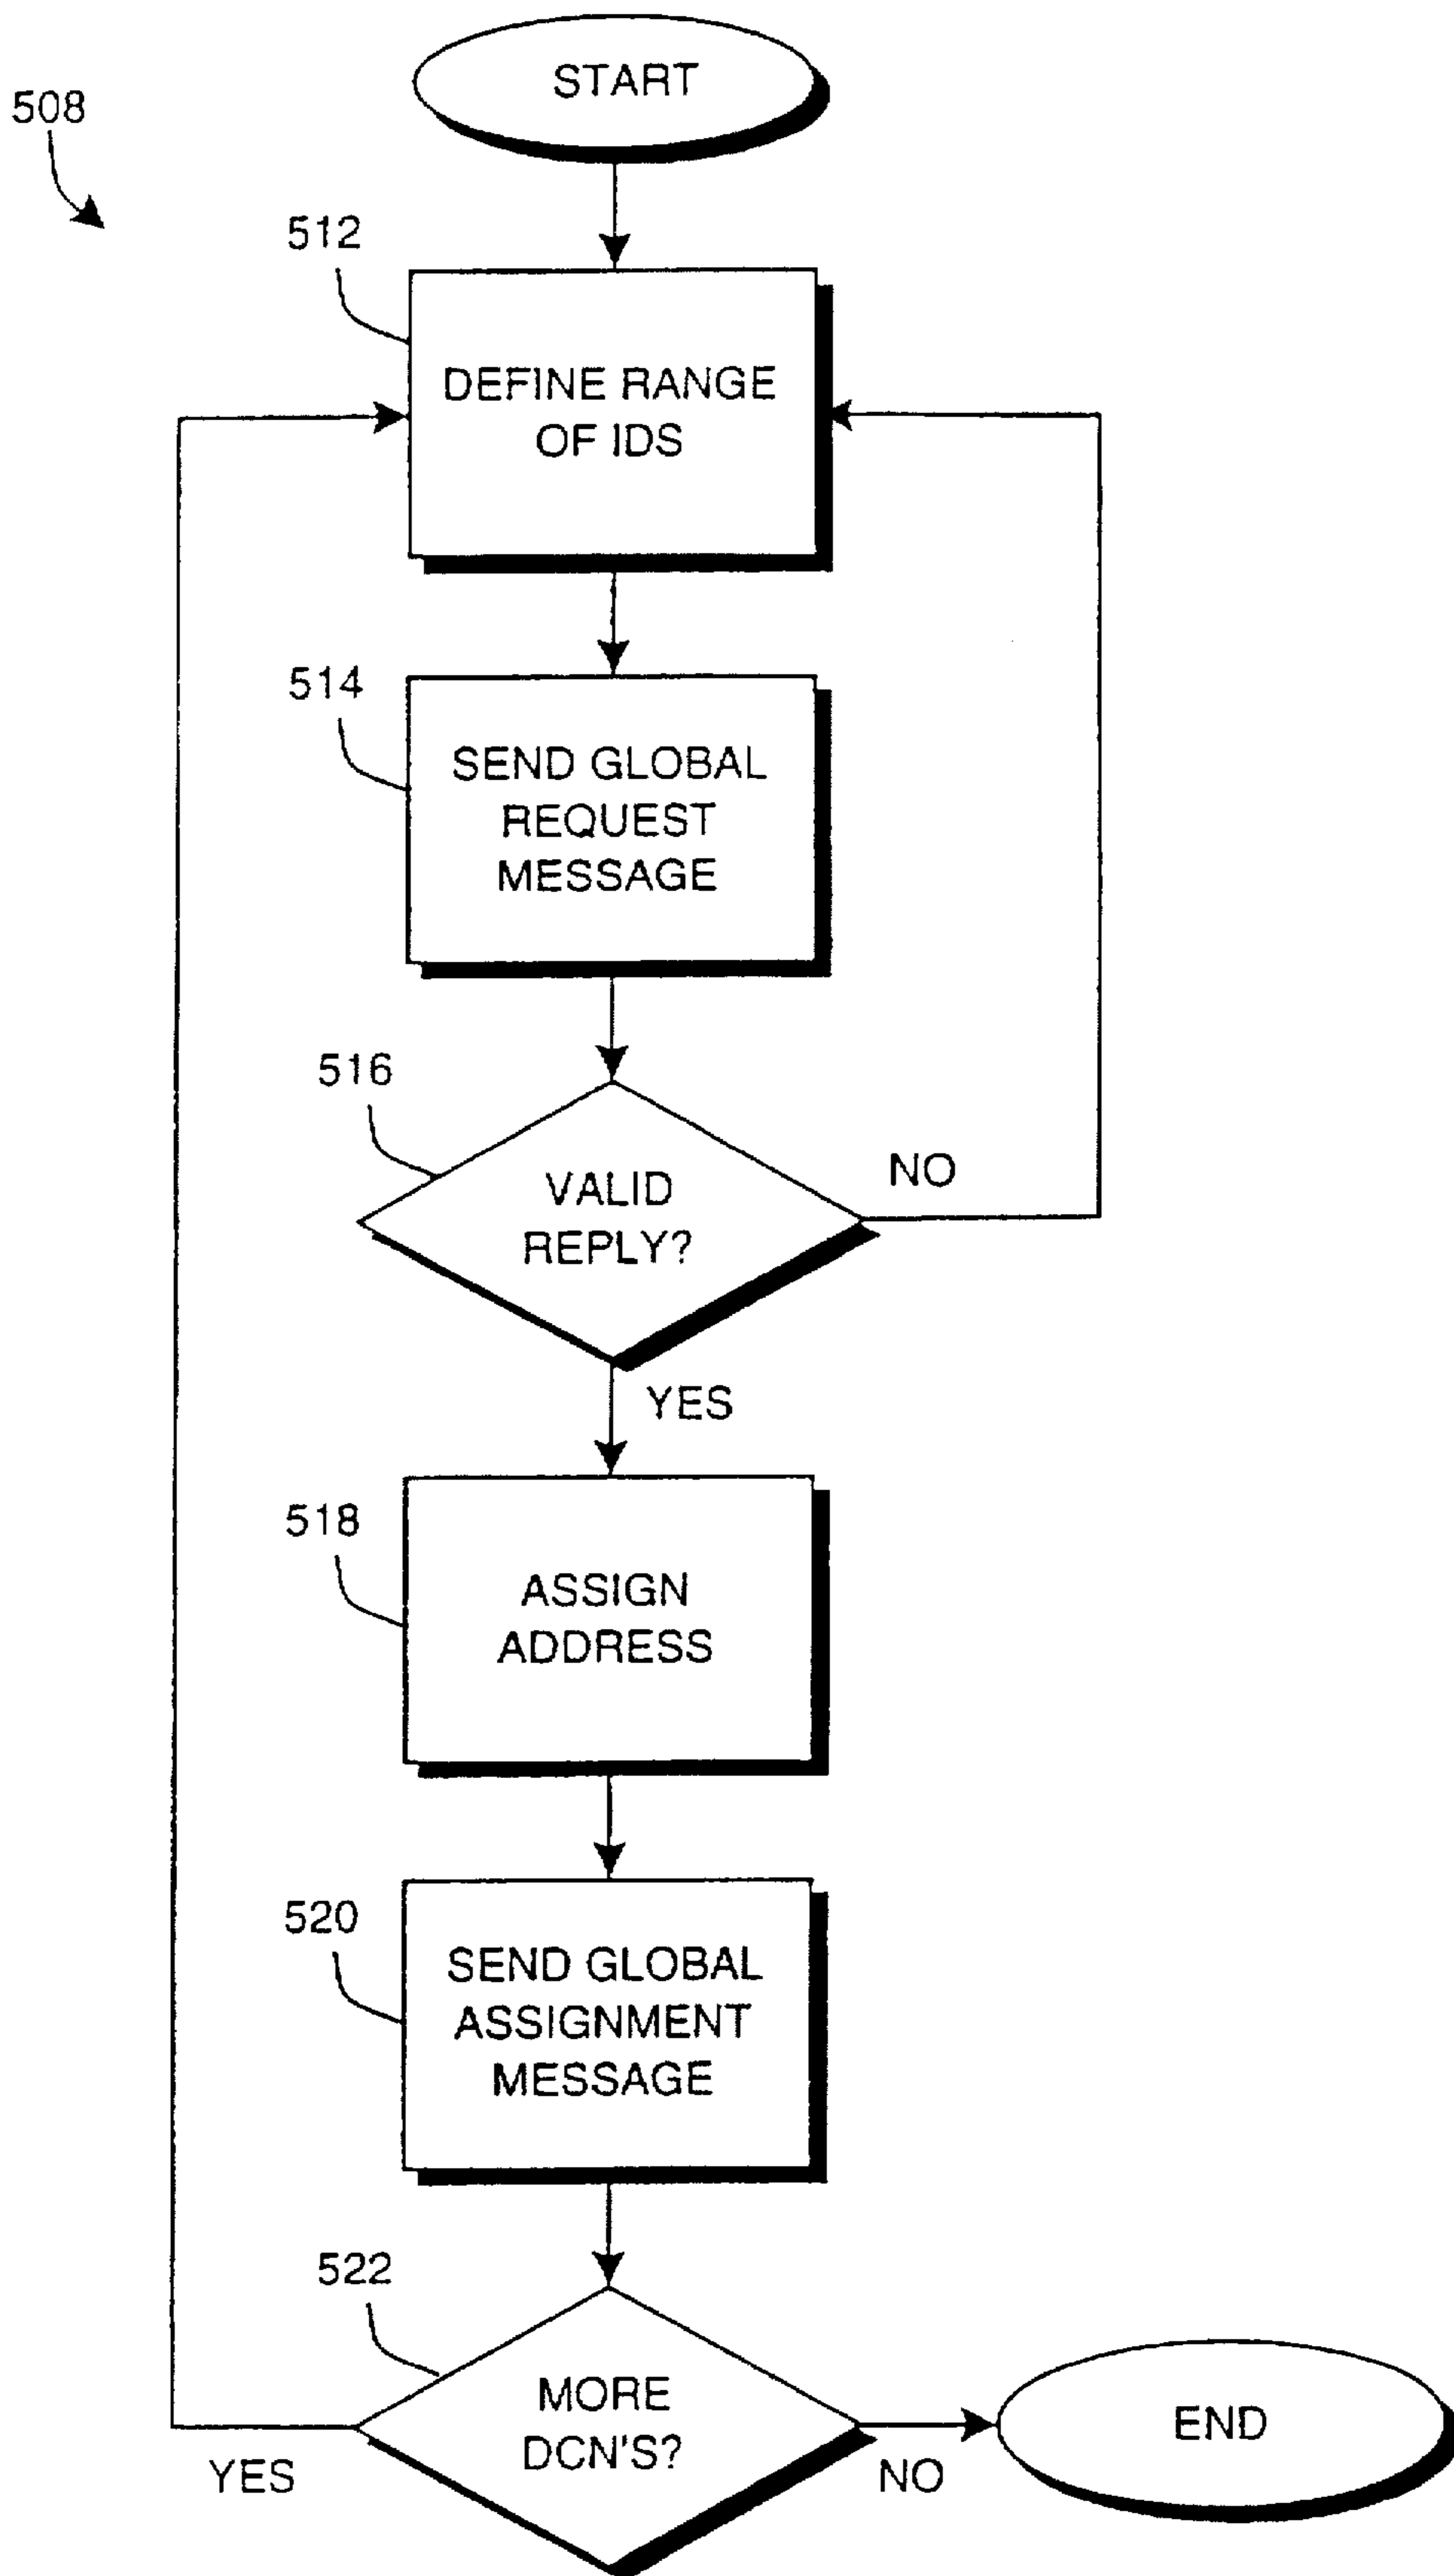 START
508
512
DEFINE RANGE
OF IDS
514
SEND GLOBAL
REQUEST
MESSAGE
516
VALID
REPLY?
NO
YES
518
ASSIGN
ADDRESS
520
SEND GLOBAL
ASSIGNMENT
MESSAGE
522
MORE
DCN'S?
YES
NO
END